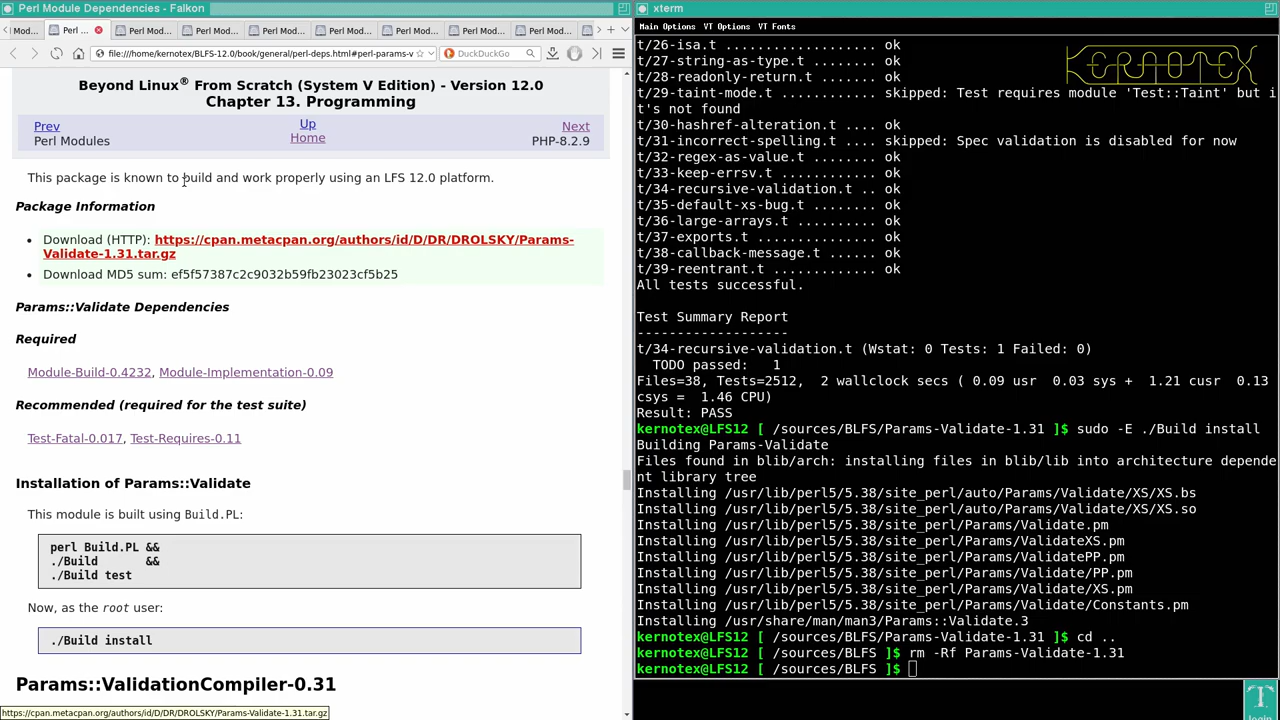 Perl Module Dependencies - Falkon
Mod...
Perl ...
Perl Mod...
Perl Mod...
Perl Mod...
Perl Mod...
Perl Mod...
Perl Mod...
Perl Mod...
file:///home/kernotex/BLFS-12.0/book/general/perl-deps.html#perl-params-v
DuckDuckGo
Beyond Linux® From Scratch (System V Edition) - Version 12.0
Chapter 13. Programming
Prev
Up
Next
Perl Modules
Home
PHP-8.2.9
This package is known to build and work properly using an LFS 12.0 platform.
Package Information
Download (HTTP): https://cpan.metacpan.org/authors/id/D/DR/DROLSKY/Params-
Validate-1.31.tar.gz
Download MD5 sum: ef5f57387c2c9032b59fb23023cf5b25
Params::Validate Dependencies
Required
Module-Build-0.4232, Module-Implementation-0.09
Recommended (required for the test suite)
Test-Fatal-0.017, Test-Requires-0.11
Installation of Params::Validate
This module is built using Build.PL:
perl Build.PL &&
./Build       &&
./Build test
Now, as the root user:
./Build install
Params::ValidationCompiler-0.31
https://cpan.metacpan.org/authors/id/D/DR/DROLSKY/Params-Validate-1.31.tar.gz
xterm
Main Options  VT Options  VT Fonts
KERNOTEX
t/26-isa.t ................... ok
t/27-string-as-type.t ........ ok
t/28-readonly-return.t ....... ok
t/29-taint-mode.t ............ skipped: Test requires module 'Test::Taint' but i
t's not found
t/30-hashref-alteration.t .... ok
t/31-incorrect-spelling.t .... skipped: Spec validation is disabled for now
t/32-regex-as-value.t ........ ok
t/33-keep-errsv.t ............ ok
t/34-recursive-validation.t .. ok
t/35-default-xs-bug.t ........ ok
t/36-large-arrays.t .......... ok
t/37-exports.t ............... ok
t/38-callback-message.t ...... ok
t/39-reentrant.t ............. ok
All tests successful.
Test Summary Report
-------------------
t/34-recursive-validation.t (Wstat: 0 Tests: 1 Failed: 0)
  TODO passed:   1
Files=38, Tests=2512,  2 wallclock secs ( 0.09 usr  0.03 sys +  1.21 cusr  0.13
csys =  1.46 CPU)
Result: PASS
kernotex@LFS12 [ /sources/BLFS/Params-Validate-1.31 ]$ sudo -E ./Build install
Building Params-Validate
Files found in blib/arch: installing files in blib/lib into architecture depende
nt library tree
Installing /usr/lib/perl5/5.38/site_perl/auto/Params/Validate/XS/XS.bs
Installing /usr/lib/perl5/5.38/site_perl/auto/Params/Validate/XS/XS.so
Installing /usr/lib/perl5/5.38/site_perl/Params/Validate.pm
Installing /usr/lib/perl5/5.38/site_perl/Params/ValidateXS.pm
Installing /usr/lib/perl5/5.38/site_perl/Params/ValidatePP.pm
Installing /usr/lib/perl5/5.38/site_perl/Params/Validate/PP.pm
Installing /usr/lib/perl5/5.38/site_perl/Params/Validate/XS.pm
Installing /usr/lib/perl5/5.38/site_perl/Params/Validate/Constants.pm
Installing /usr/share/man/man3/Params::Validate.3
kernotex@LFS12 [ /sources/BLFS/Params-Validate-1.31 ]$ cd ..
kernotex@LFS12 [ /sources/BLFS ]$ rm -Rf Params-Validate-1.31
kernotex@LFS12 [ /sources/BLFS ]$
login